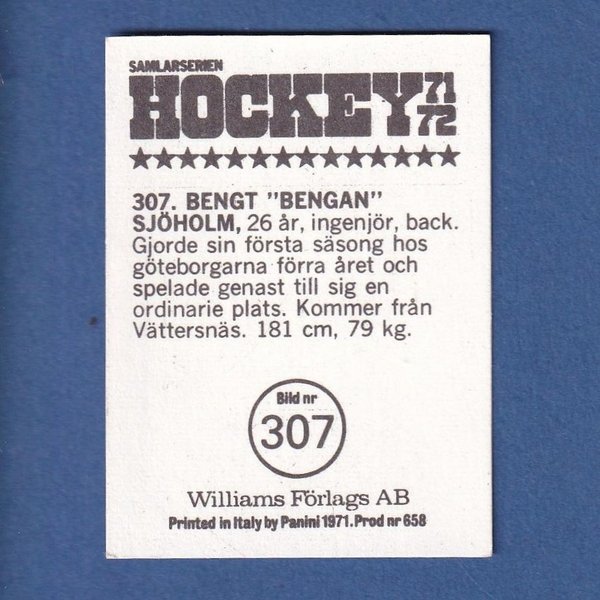 SAMLARSERIEN
HOCKEY 71 72
307. BENGT "BENGAN"
SJÖHOLM, 26 år, ingenjör, back.
Gjorde sin första säsong hos
göteborgarna förra året och
spelade genast till sig en
ordinarie plats. Kommer från
Vättersnäs. 181 cm, 79 kg.
Bild nr
307
Williams Förlags AB
Printed in Italy by Panini 1971. Prod nr 658